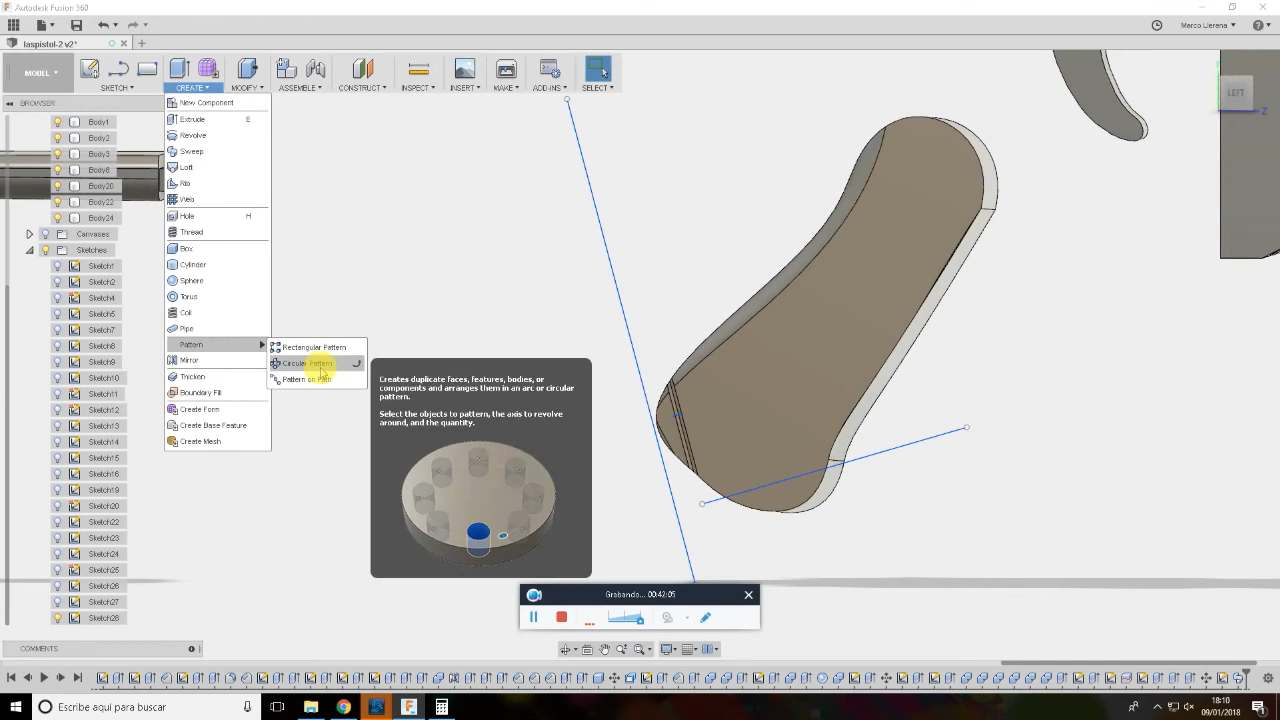 Autodesk Fusion 360
Marco Llerena
laspistol-2 v2*
MODEL
SKETCH
CREATE
MODIFY
ASSEMBLE
CONSTRUCT
INSPECT
INSERT
MAKE
ADD-INS
SELECT
BROWSER
Body1
Body2
Body3
Body6
Body20
Body22
Body24
Canvases
Sketches
Sketch1
Sketch2
Sketch4
Sketch5
Sketch7
Sketch8
Sketch9
Sketch10
Sketch11
Sketch12
Sketch13
Sketch14
Sketch15
Sketch16
Sketch19
Sketch20
Sketch22
Sketch23
Sketch24
Sketch25
Sketch26
Sketch27
Sketch28
New Component
Extrude E
Revolve
Sweep
Loft
Rib
Web
Hole H
Thread
Box
Cylinder
Sphere
Torus
Coil
Pipe
Pattern
Mirror
Thicken
Boundary Fill
Create Form
Create Base Feature
Create Mesh
Rectangular Pattern
Circular Pattern
Pattern on Path
Creates duplicate faces, features, bodies, or
components and arranges them in an arc or circular
pattern.
Select the objects to pattern, the axis to revolve
around, and the quantity.
LEFT
Z
Grabando... 00:42:05
COMMENTS
Escribe aquí para buscar
18:10
09/01/2018